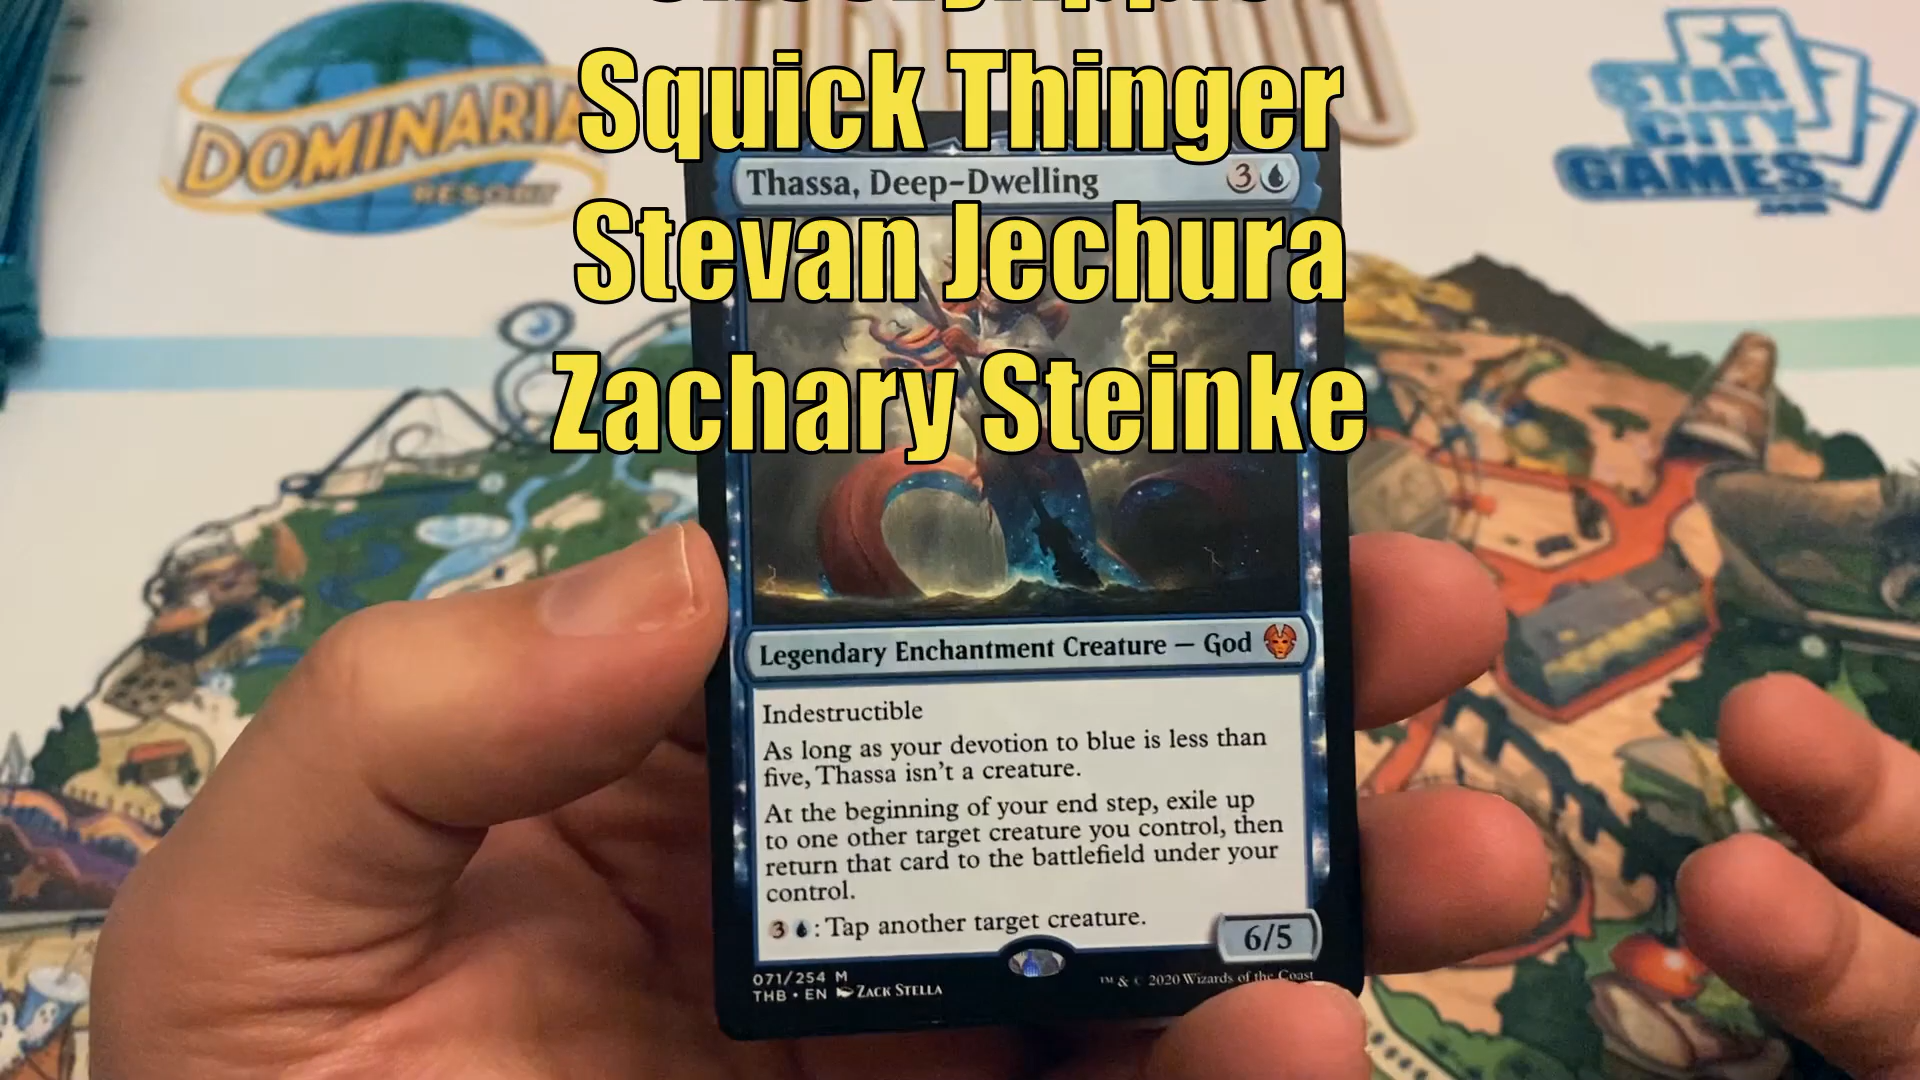 Squick Thinger
DOMINARIA
RESORT
STAR
CITY
GAMES
.com
Thassa, Deep-Dwelling 3
Stevan Jechura
Zachary Steinke
Legendary Enchantment Creature — God
Indestructible
As long as your devotion to blue is less than
five, Thassa isn't a creature.
At the beginning of your end step, exile up
to one other target creature you control, then
return that card to the battlefield under your
control.
3 : Tap another target creature.
6/5
071/254 M
THB • EN ZACK STELLA
™ & © 2020 Wizards of the Coast